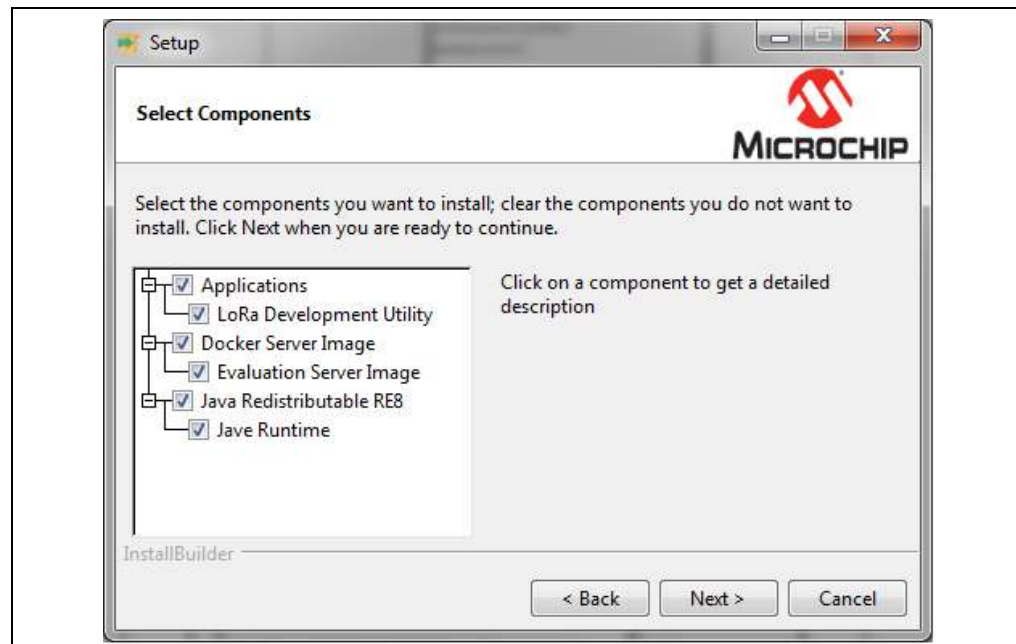 Setup
Select Components
MICROCHIP
Select the components you want to install; clear the components you do not want to
install. Click Next when you are ready to continue.
Applications
LoRa Development Utility
Docker Server Image
Evaluation Server Image
Java Redistributable RE8
Jave Runtime
Click on a component to get a detailed
description
InstallBuilder
< Back
Next >
Cancel